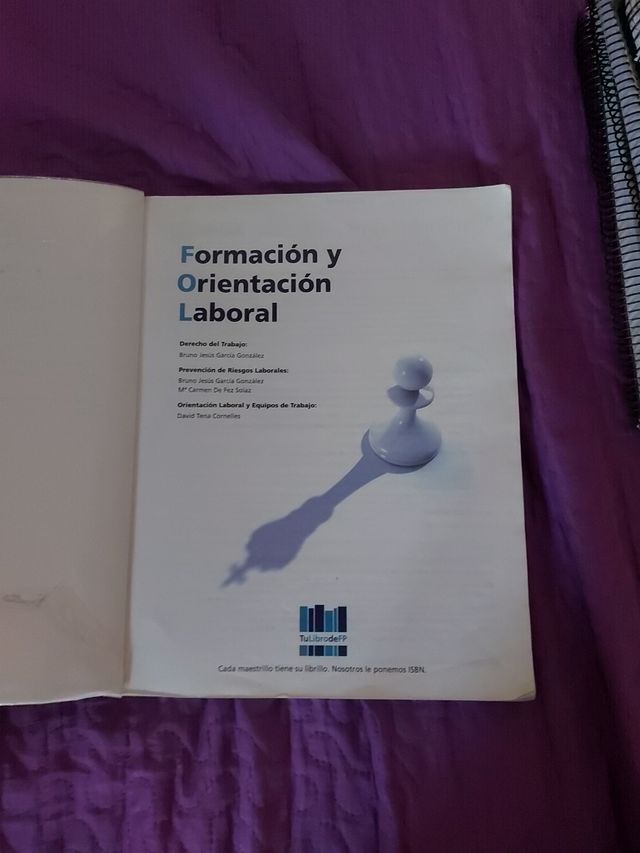 Formación y
Orientación
Laboral
Derecho del Trabajo:
Bruno Jesús García González
Prevención de Riesgos Laborales:
Bruno Jesús García González
Mª Carmen De Fez Solaz
Orientación Laboral y Equipos de Trabajo:
David Tena Cornelles
TuLibrodeFP
Cada maestrillo tiene su librillo. Nosotros le ponemos ISBN.